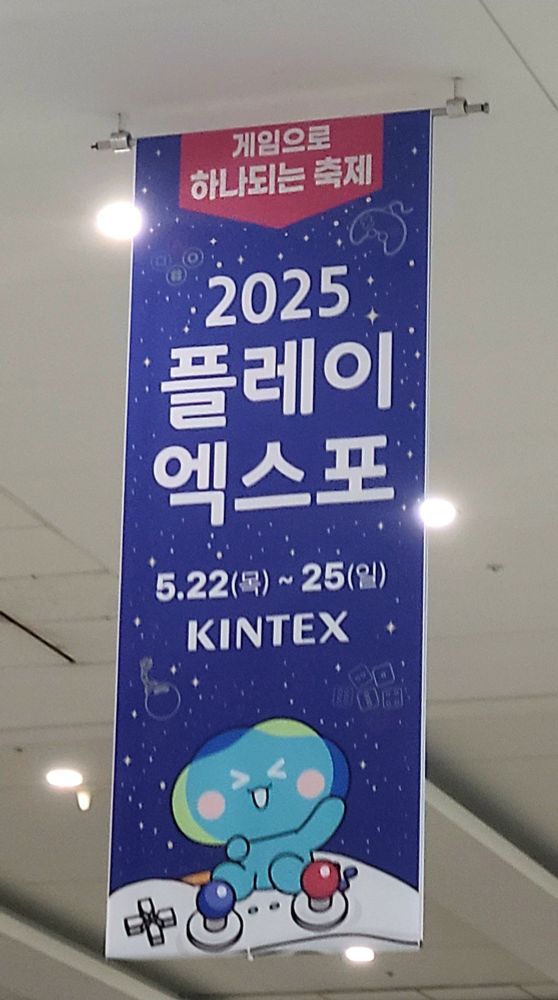 게임으로
하나되는 축제
2025
플레이
엑스포
5.22(목) ~ 25(일)
KINTEX